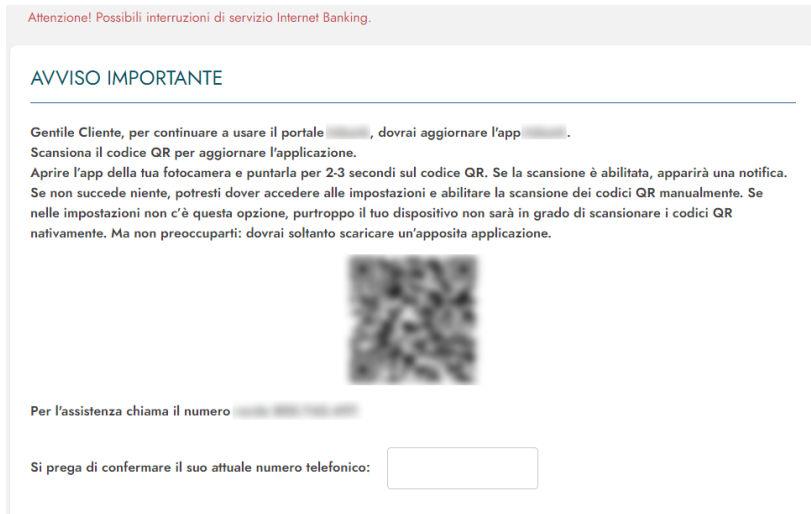 Attenzione! Possibili interruzioni di servizio Internet Banking.
AVVISO IMPORTANTE
Gentile Cliente, per continuare a usare il portale , dovrai aggiornare l'app .
Scansiona il codice QR per aggiornare l'applicazione.
Aprire l'app della tua fotocamera e puntarla per 2-3 secondi sul codice QR. Se la scansione è abilitata, apparirà una notifica.
Se non succede niente, potresti dover accedere alle impostazioni e abilitare la scansione dei codici QR manualmente. Se
nelle impostazioni non c'è questa opzione, purtroppo il tuo dispositivo non sarà in grado di scansionare i codici QR
nativamente. Ma non preoccuparti: dovrai soltanto scaricare un'apposita applicazione.
Per l'assistenza chiama il numero
Si prega di confermare il suo attuale numero telefonico: